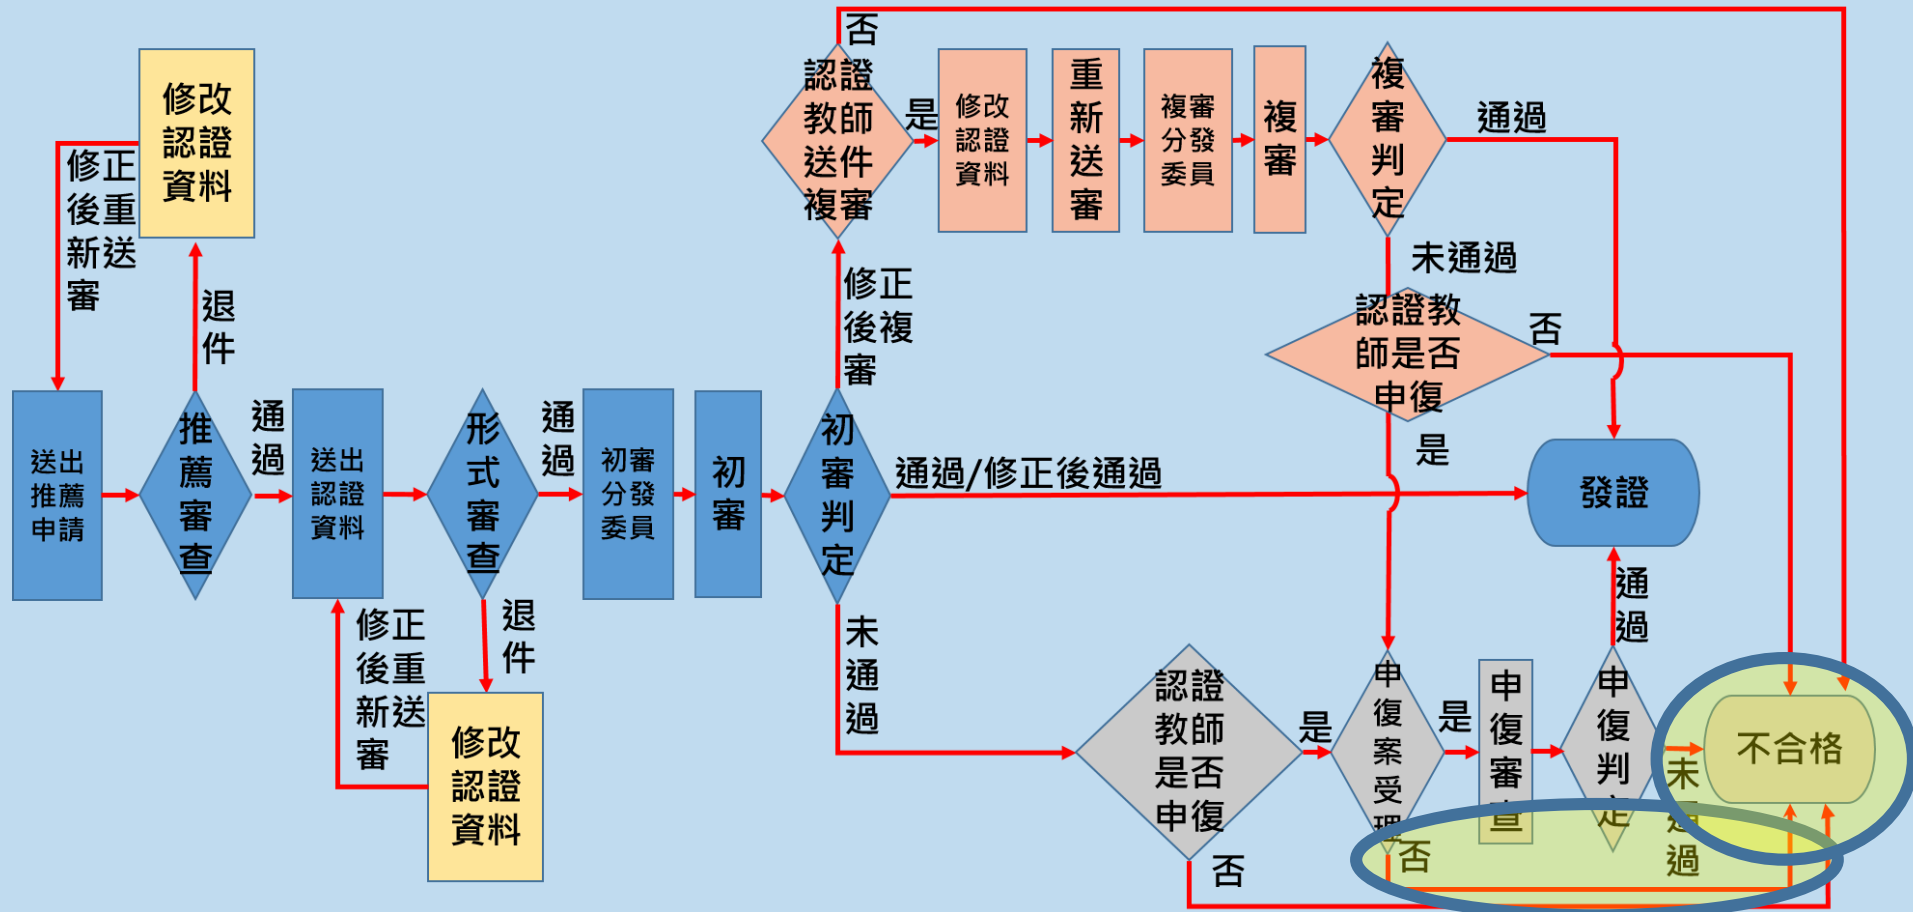 否
修改
認證
資料
修正
後重
新送
審
退
件
認證
教師
送件
複審
是
修改
認證
資料
重
新
送
審
複審
分發
委員
複
審
複
審
判
定
通過
未通過
修正
後複
審
認證教
師是否
申復
否
是
送出
推薦
申請
推
薦
審
查
通
過
送出
認證
資料
形
式
審
查
通
過
初審
分發
委員
初
審
初
審
判
定
通過/修正後通過
發證
修正
後重
新送
審
退
件
修改
認證
資料
未
通
過
認證
教師
是否
申復
是
否
申
復
案
受
理
是
否
申
復
審
查
申
復
判
定
通
過
未
通
過
不合格